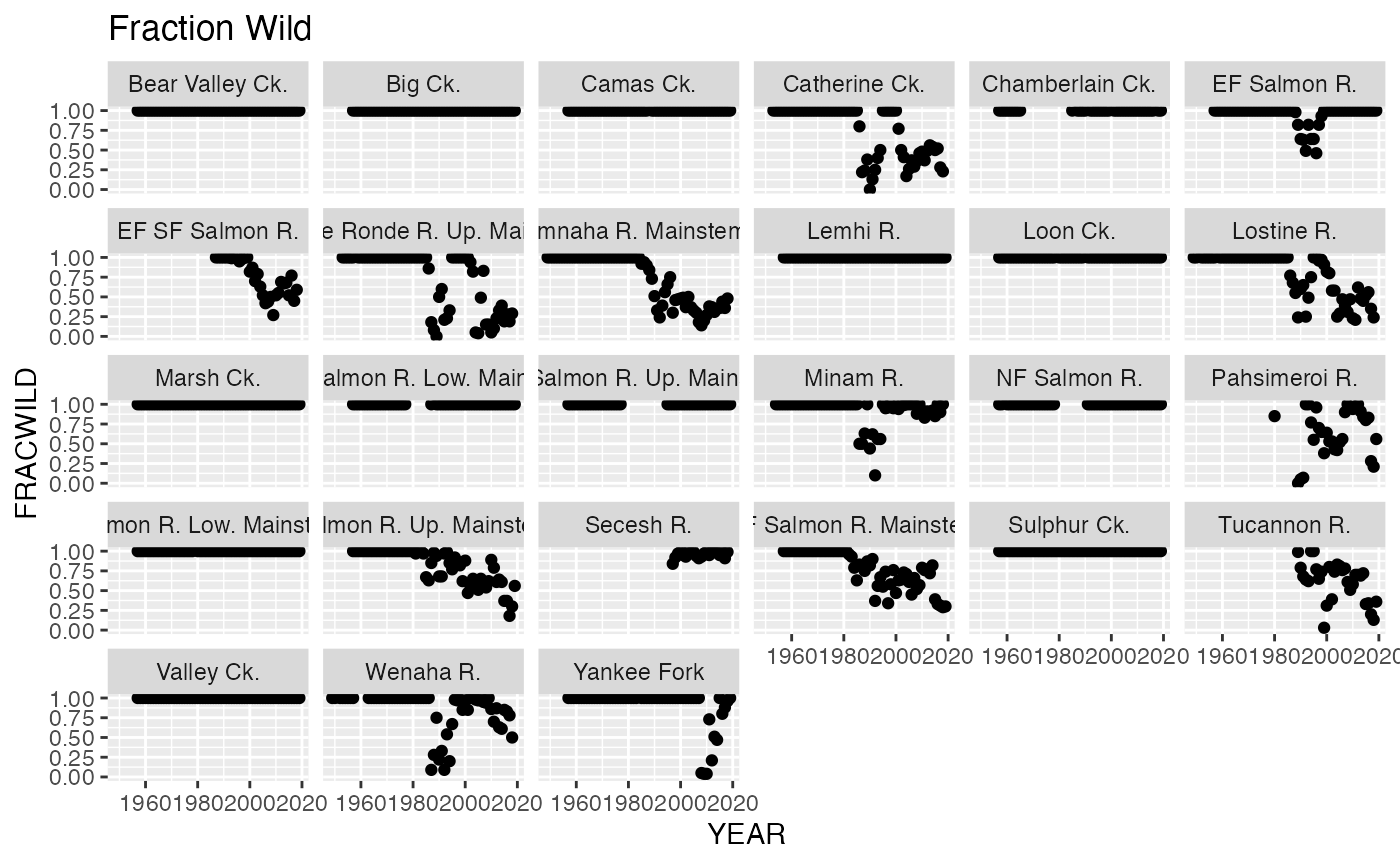 Fraction Wild
Bear Valley Ck. Big Ck. Camas Ck. Catherine Ck. Chamberlain Ck. EF Salmon R.
1.00
0.75
0.50
0.25
0.00
EF SF Salmon R. e Ronde R. Up. Mai mnaha R. Mainstem Lemhi R. Loon Ck. Lostine R.
1.00
0.75
0.50
0.25
0.00
Marsh Ck. almon R. Low. Main Salmon R. Up. Main Minam R. NF Salmon R. Pahsimeroi R.
1.00
0.75
0.50
0.25
0.00
FRACWILD
mon R. Low. Mainst lmon R. Up. Mainste Secesh R. Salmon R. Mainste Sulphur Ck. Tucannon R.
1.00
0.75
0.50
0.25
0.00
1960 1980 2000 2020 1960 1980 2000 2020 1960 1980 2000 2020
Valley Ck. Wenaha R. Yankee Fork
1.00
0.75
0.50
0.25
0.00
1960 1980 2000 2020 1960 1980 2000 2020 1960 1980 2000 2020
YEAR